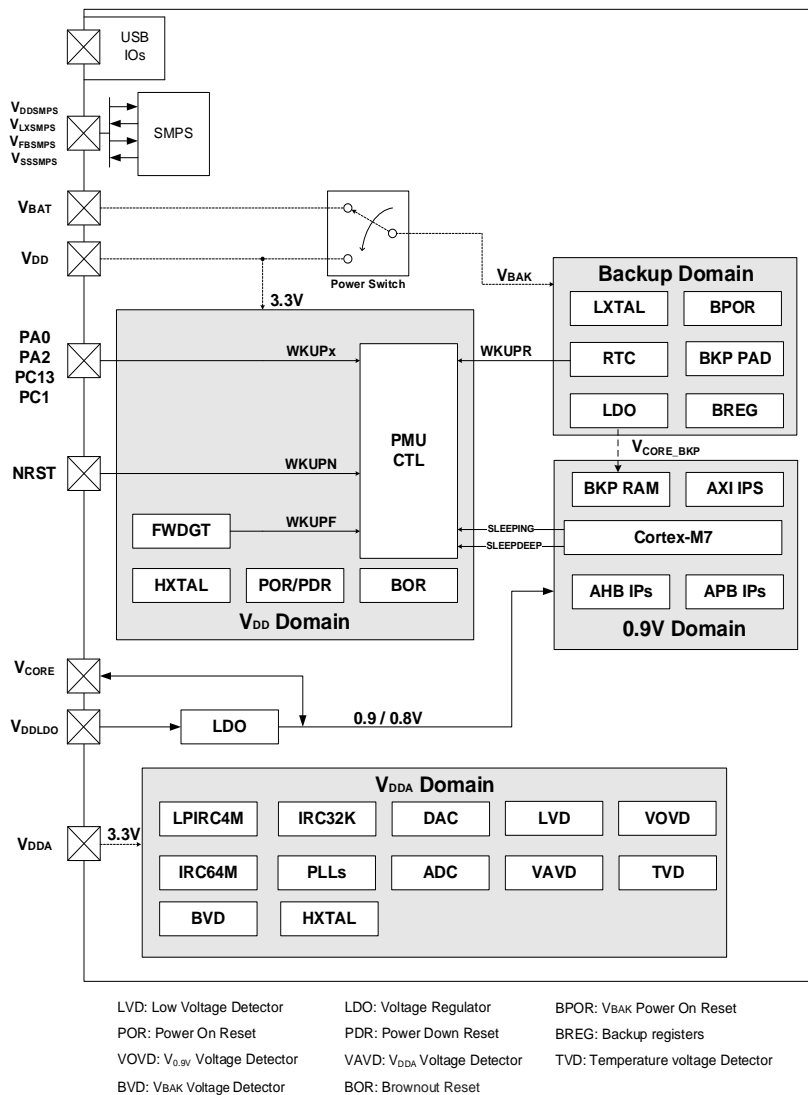 USB
IOs
VDDSMPS
VLXSMPS
VFBSMPS
VSSSMPS
SMPS
VBAT
VDD
Power Switch
3.3V
VBAK
Backup Domain
LXTAL
BPOR
RTC
BKP PAD
LDO
BREG
PA0
PA2
PC13
PC1
WKUPx
WKUPR
PMU
CTL
NRST
WKUPN
FWDGT
WKUPF
HXTAL
POR/PDR
BOR
VDD Domain
VCORE_BKP
BKP RAM
AXI IPS
SLEEPING
SLEEPDEEP
Cortex-M7
AHB IPs
APB IPs
0.9V Domain
VCORE
VDDLDO
LDO
0.9 / 0.8V
VDDA Domain
VDDA
3.3V
LPIRC4M
IRC32K
DAC
LVD
VOVD
IRC64M
PLLs
ADC
VAVD
TVD
BVD
HXTAL
LVD: Low Voltage Detector
LDO: Voltage Regulator
BPOR: VBAK Power On Reset
POR: Power On Reset
PDR: Power Down Reset
BREG: Backup registers
VOVD: V0.9V Voltage Detector
VAVD: VDDA Voltage Detector
TVD: Temperature voltage Detector
BVD: VBAK Voltage Detector
BOR: Brownout Reset